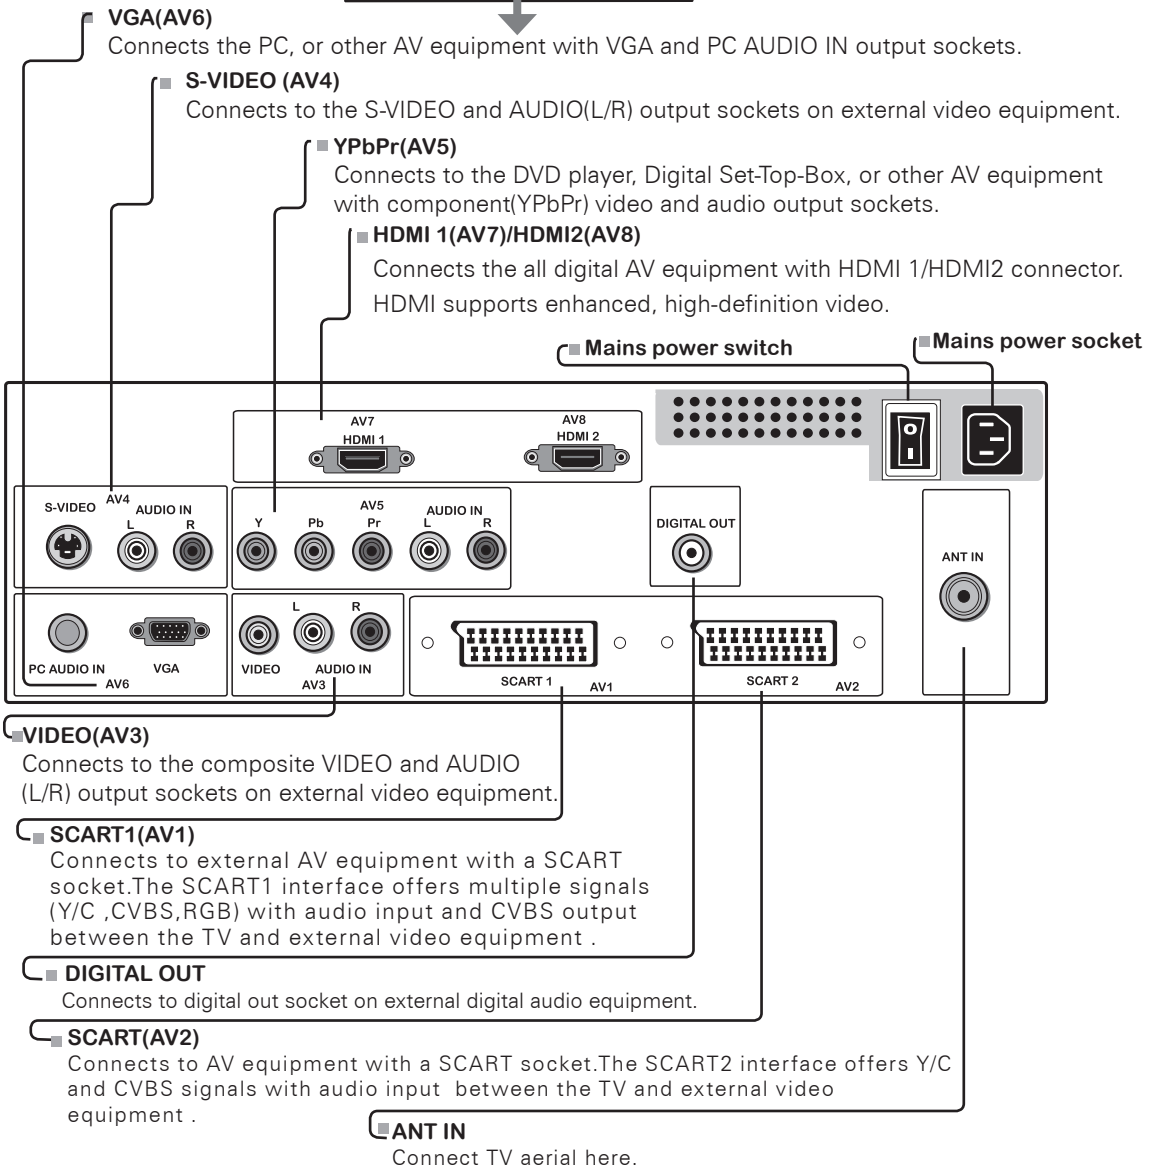 VGA(AV6)
Connects the PC, or other AV equipment with VGA and PC AUDIO IN output sockets.
S-VIDEO (AV4)
Connects to the S-VIDEO and AUDIO(L/R) output sockets on external video equipment.
YPbPr(AV5)
Connects to the DVD player, Digital Set-Top-Box, or other AV equipment
with component(YPbPr) video and audio output sockets.
HDMI 1(AV7)/HDMI2(AV8)
Connects the all digital AV equipment with HDMI 1/HDMI2 connector.
HDMI supports enhanced, high-definition video.
Mains power switch
Mains power socket
AV7
HDMI 1
AV8
HDMI 2
S-VIDEO
AV4
AUDIO IN
L
R
AV5
Y
Pb
Pr
AUDIO IN
L
R
DIGITAL OUT
ANT IN
PC AUDIO IN
VGA
AV6
L
R
VIDEO
AUDIO IN
AV3
SCART 1
AV1
SCART 2
AV2
VIDEO(AV3)
Connects to the composite VIDEO and AUDIO
(L/R) output sockets on external video equipment.
SCART1(AV1)
Connects to external AV equipment with a SCART
socket.The SCART1 interface offers multiple signals
(Y/C ,CVBS,RGB) with audio input and CVBS output
between the TV and external video equipment .
DIGITAL OUT
Connects to digital out socket on external digital audio equipment.
SCART(AV2)
Connects to AV equipment with a SCART socket.The SCART2 interface offers Y/C
and CVBS signals with audio input between the TV and external video
equipment .
ANT IN
Connect TV aerial here.